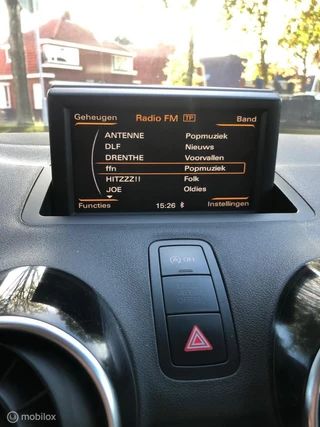 Geheugen Radio FM TP Band
ANTENNE Popmuziek
DLF Nieuws
DRENTHE Voorvallen
ffn Popmuziek
HITZZZ!! Folk
JOE Oldies
Functies 15:26 Instellingen
OFF
mobilox